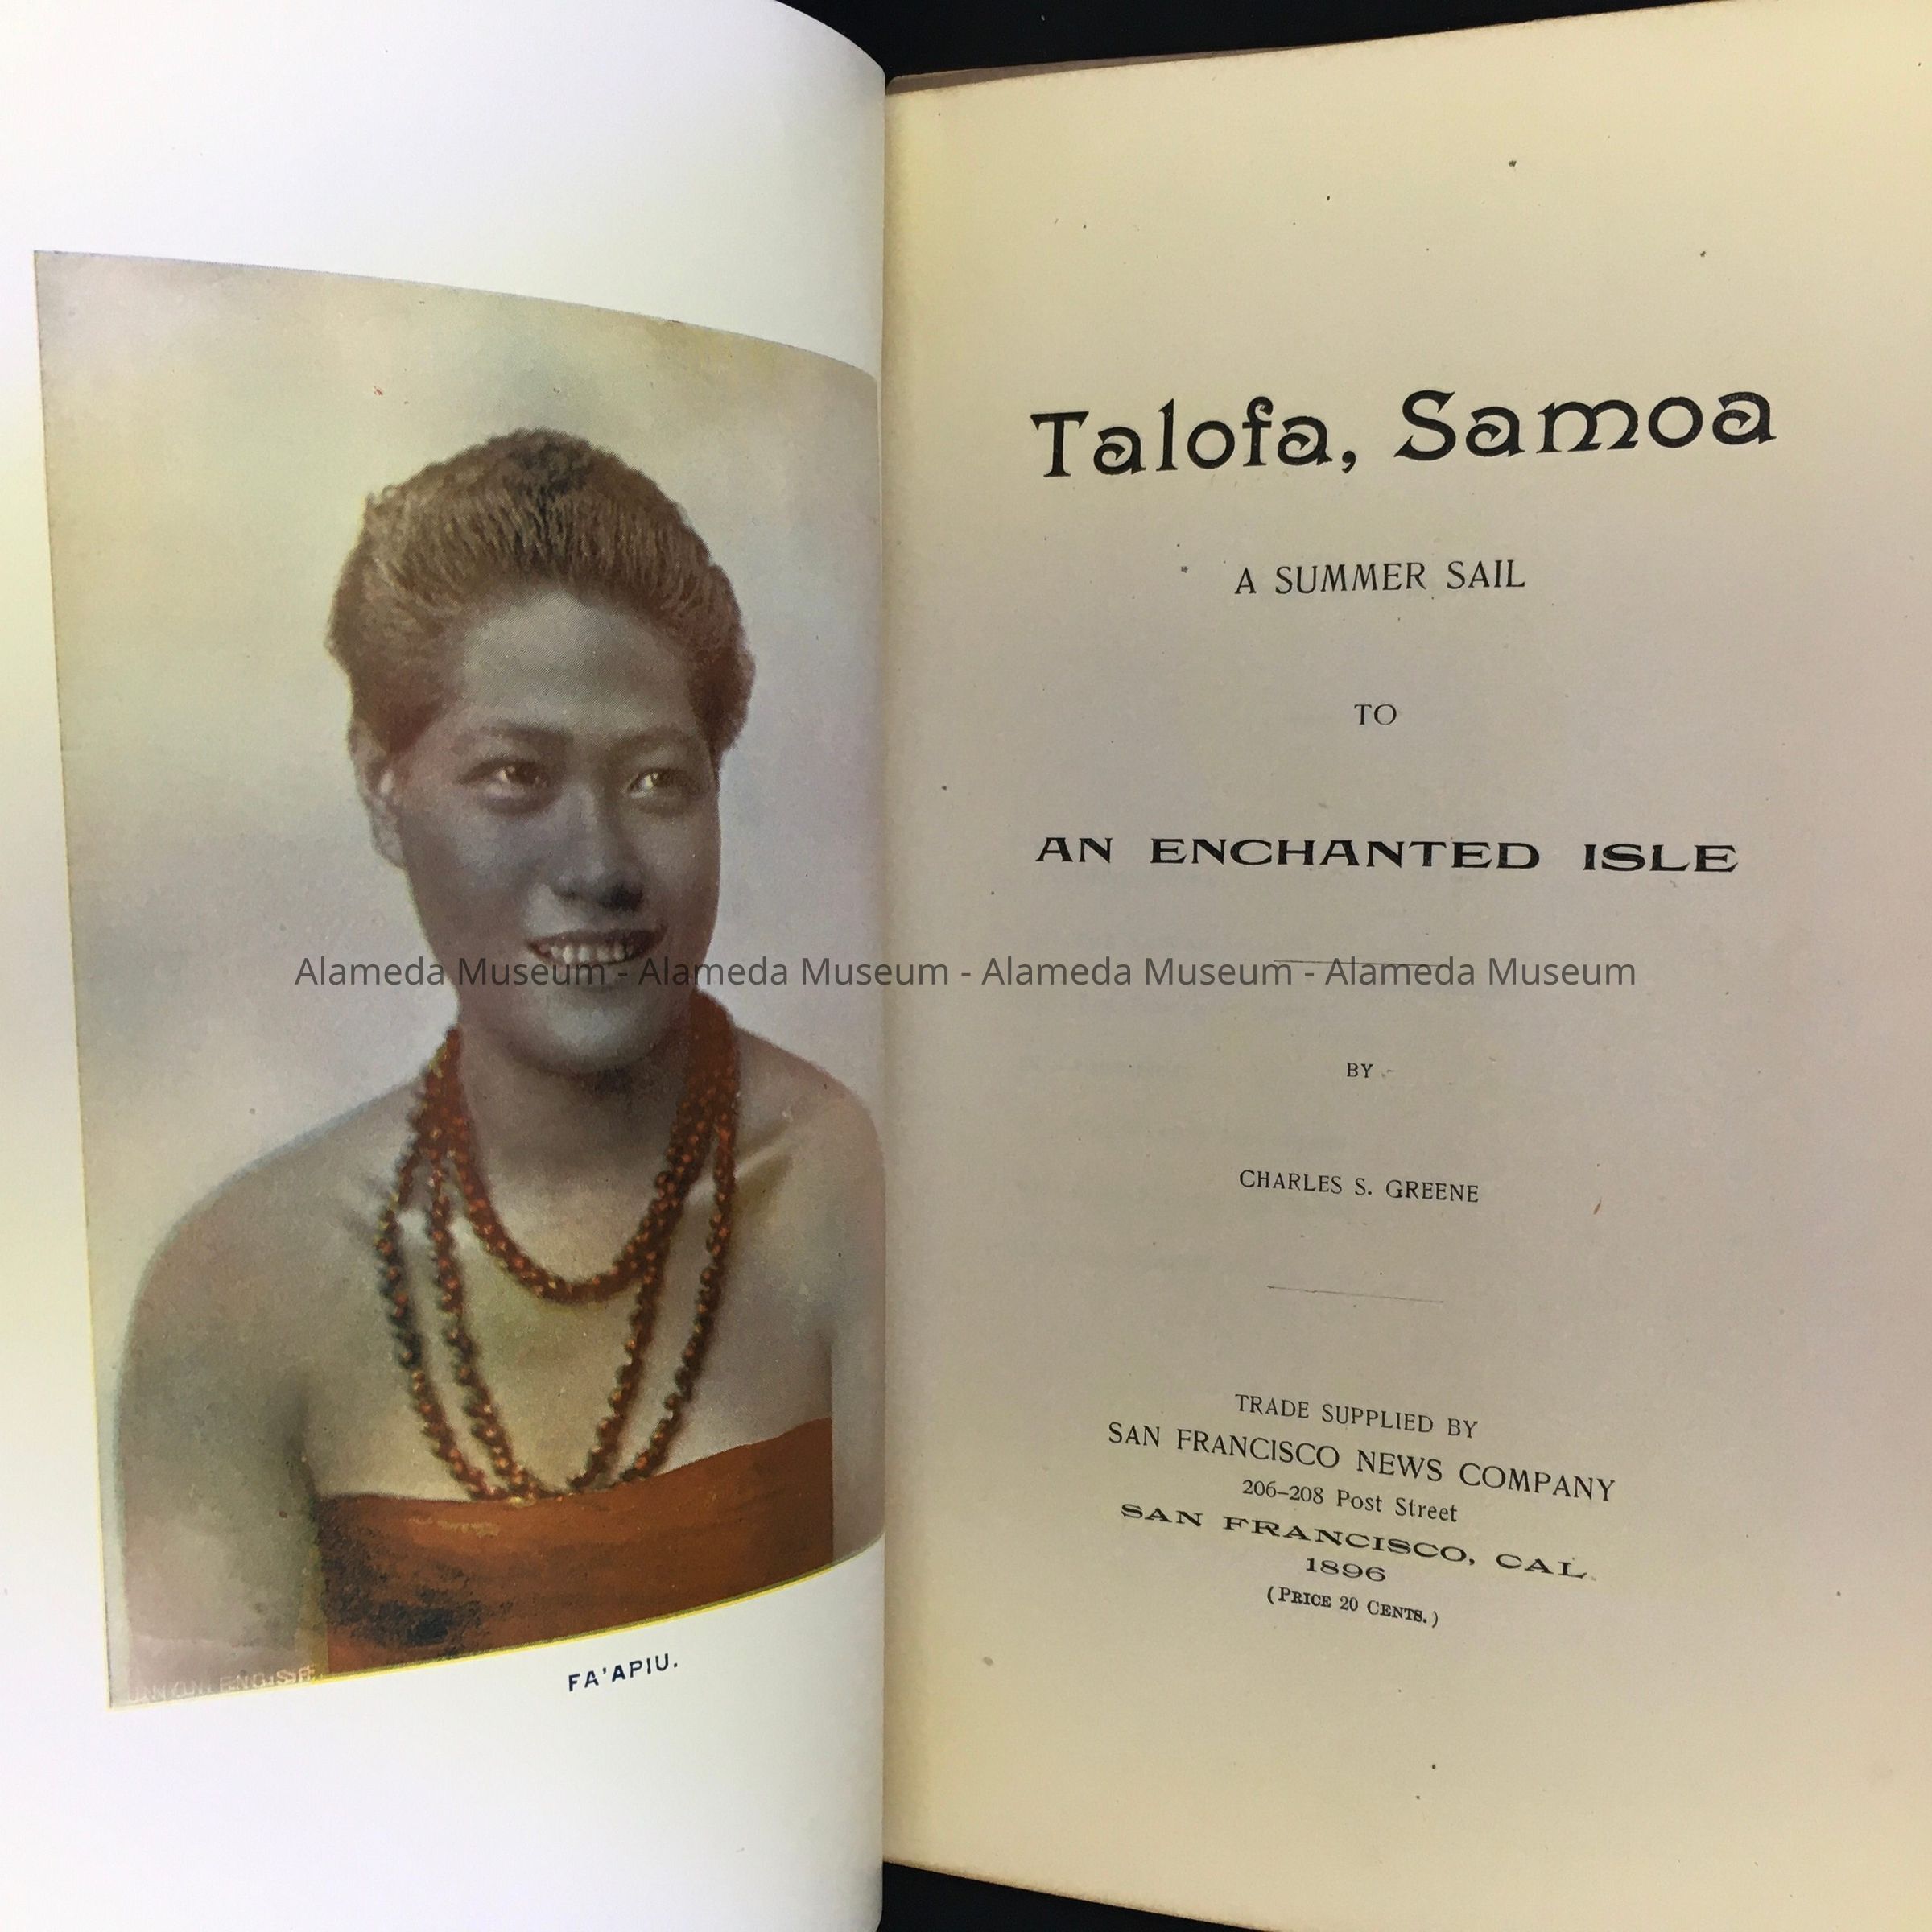 FA'APIU.
Talofa, Samoa
A SUMMER SAIL
TO
AN ENCHANTED ISLE
Alameda Museum - Alameda Museum - Alameda Museum - Alameda Museum
BY
CHARLES S. GREENE
TRADE SUPPLIED BY
SAN FRANCISCO NEWS COMPANY
206–208 Post Street
SAN FRANCISCO, CAL.
1896
(PRICE 20 CENTS.)